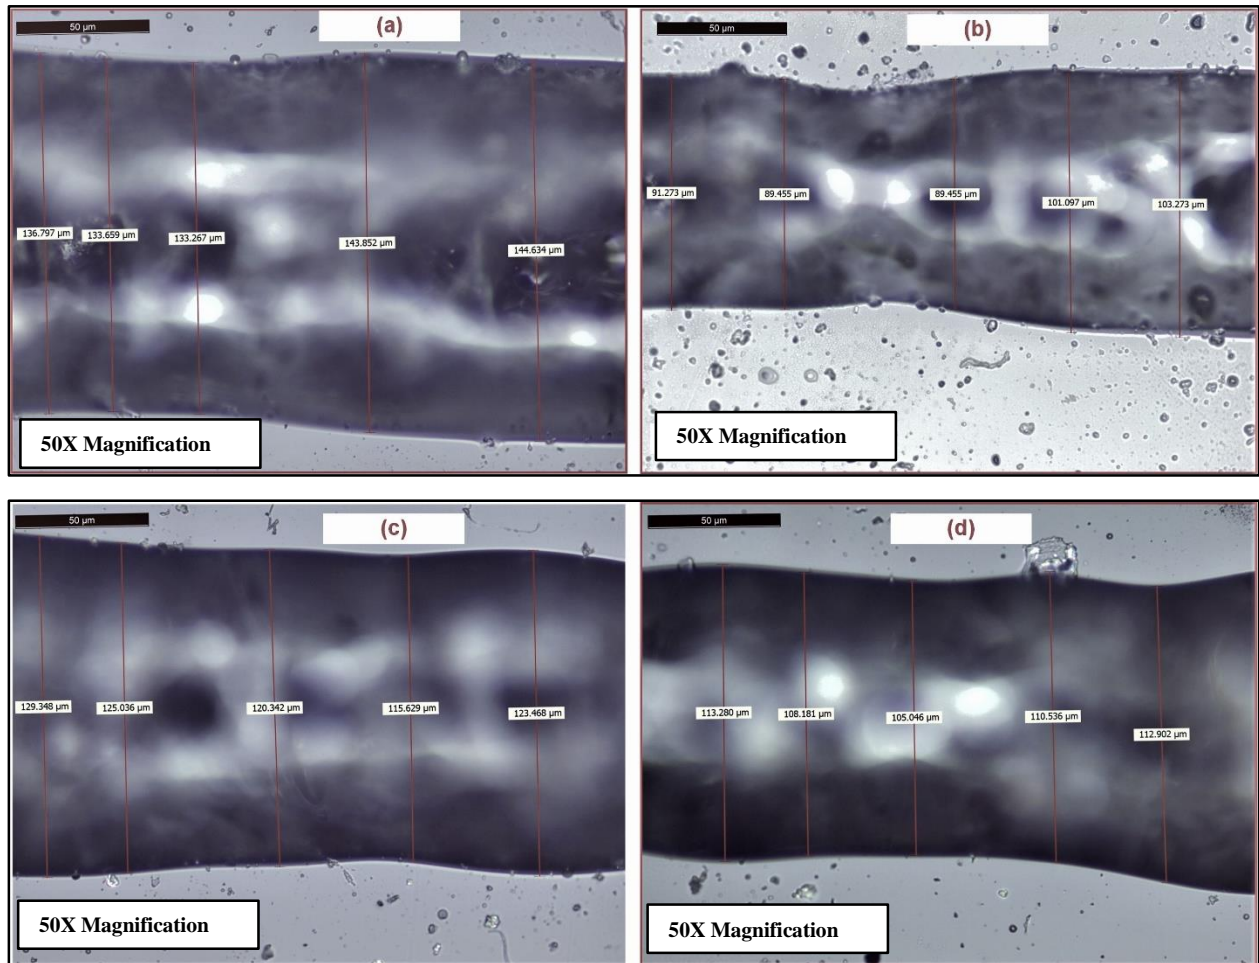 50 µm
(a)
136.797 µm
133.659 µm
133.267 µm
143.852 µm
144.634 µm
50X Magnification
50 µm
(b)
91.273 µm
89.455 µm
89.455 µm
101.097 µm
103.273 µm
50X Magnification
50 µm
(c)
129.348 µm
125.036 µm
120.342 µm
115.629 µm
123.468 µm
50X Magnification
50 µm
(d)
113.280 µm
108.181 µm
105.046 µm
110.536 µm
112.902 µm
50X Magnification